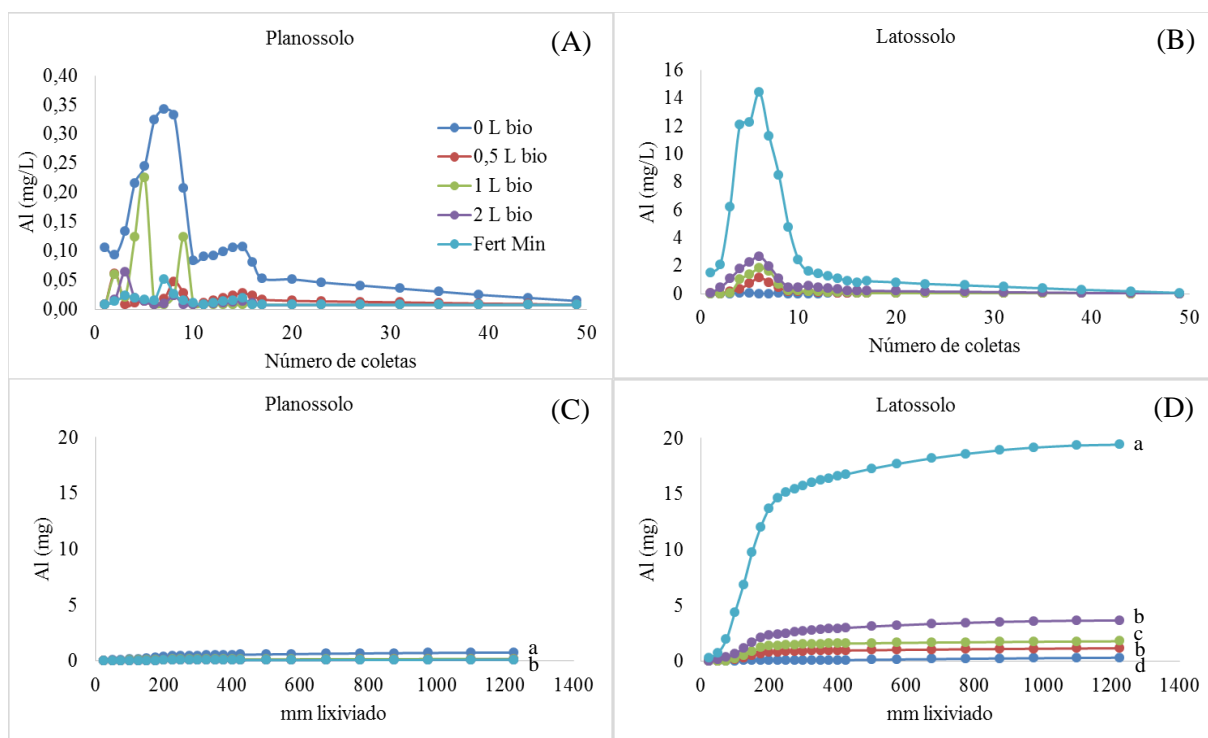 Planossolo
(A)
0,40
0,35
0,30
0,25
0,20
0,15
0,10
0,05
0,00
Al (mg/L)
0 10 20 30 40 50
Número de coletas
0 L bio
0,5 L bio
1 L bio
2 L bio
Fert Min
Latossolo
(B)
16
14
12
10
8
6
4
2
0
Al (mg/L)
0 10 20 30 40 50
Número de coletas
Planossolo
(C)
20
15
10
5
0
Al (mg)
a
b
0 200 400 600 800 1000 1200 1400
mm lixiviado
Latossolo
(D)
20
15
10
5
0
Al (mg)
a
b
c
b
d
0 200 400 600 800 1000 1200 1400
mm lixiviado